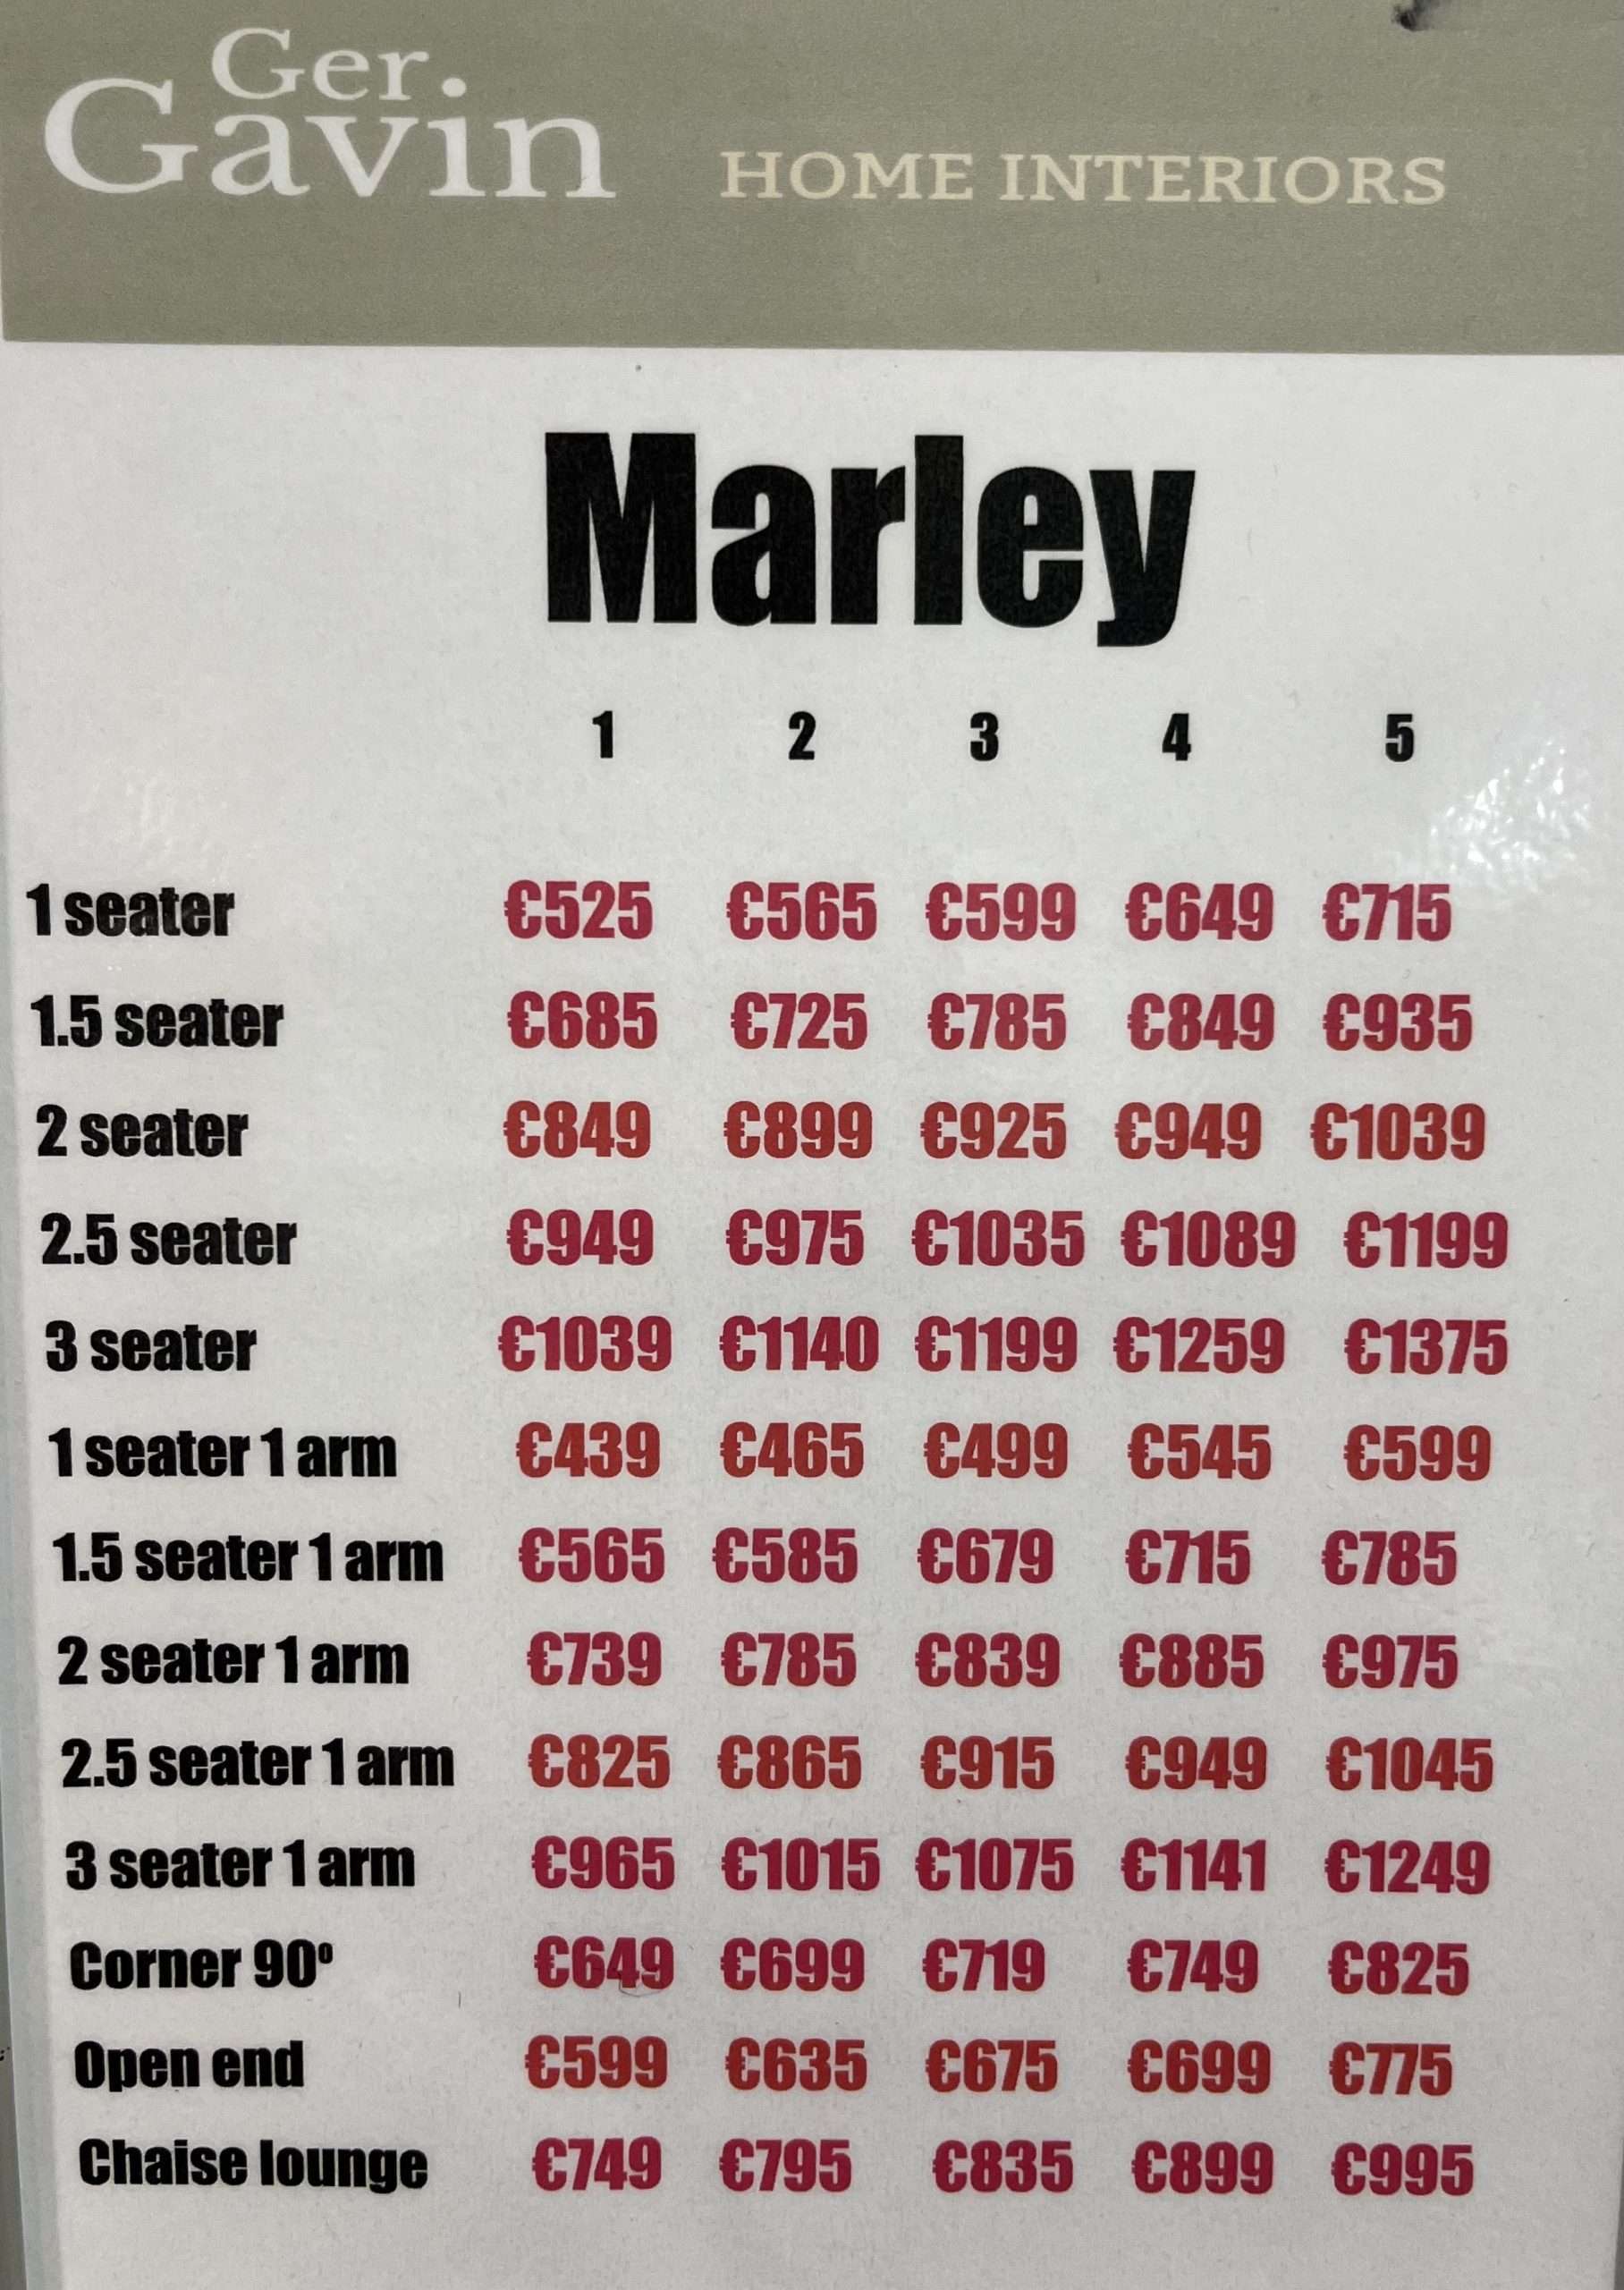 Ger.
Gavin HOME INTERIORS
Marley
1 2 3 4 5
1 seater €525 €565 €599 €649 €715
1.5 seater €685 €725 €785 €849 €935
2 seater €849 €899 €925 €949 €1039
2.5 seater €949 €975 €1035 €1089 €1199
3 seater €1039 €1140 €1199 €1259 €1375
1 seater 1 arm €439 €465 €499 €545 €599
1.5 seater 1 arm €565 €585 €679 €715 €785
2 seater 1 arm €739 €785 €839 €885 €975
2.5 seater 1 arm €825 €865 €915 €949 €1045
3 seater 1 arm €965 €1015 €1075 €1141 €1249
Corner 90º €649 €699 €719 €749 €825
Open end €599 €635 €675 €699 €775
Chaise lounge €749 €795 €835 €899 €995